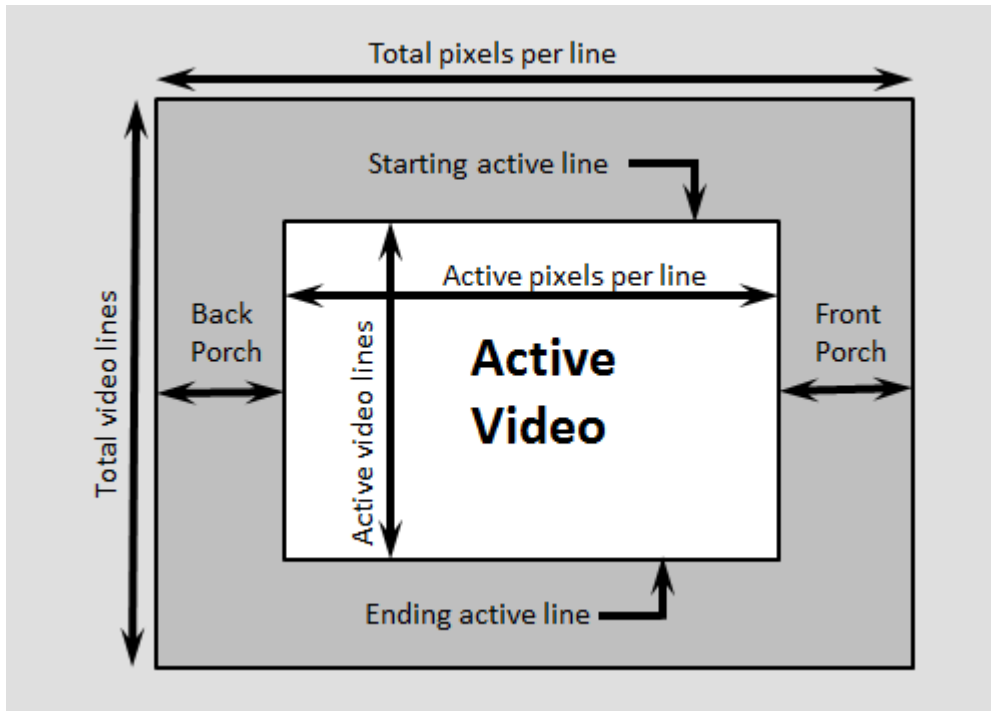 Total pixels per line
Starting active line
Active pixels per line
Back
Porch
Front
Porch
Total video lines
Active video lines
Active
Video
Ending active line